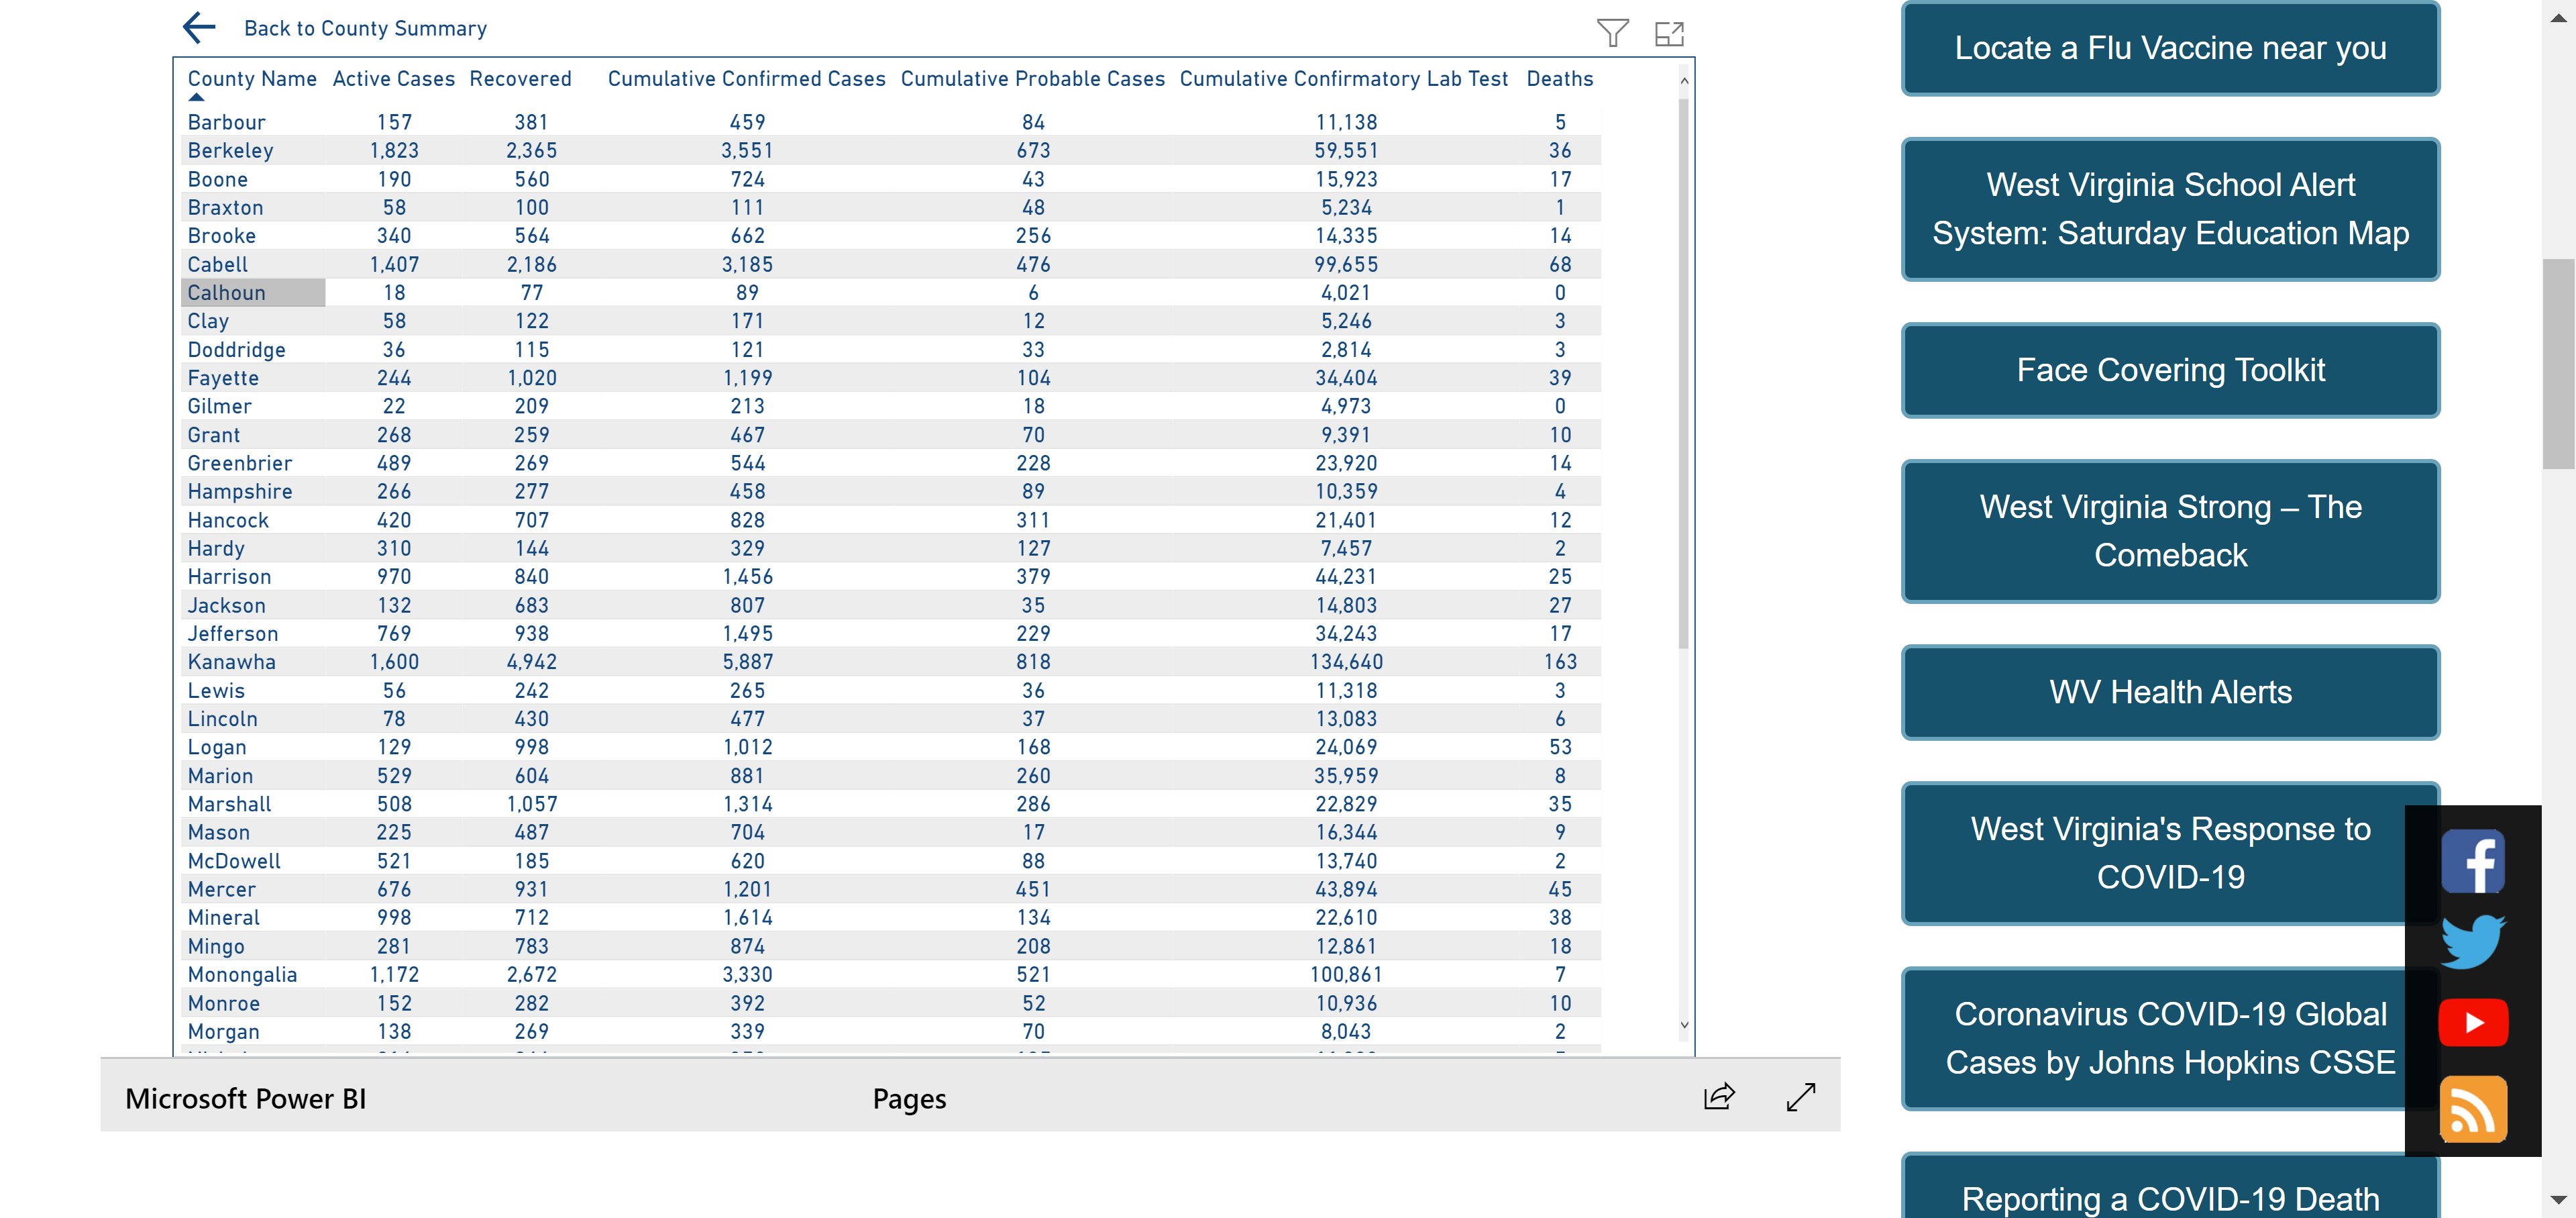 Back to County Summary
County Name Active Cases Recovered Cumulative Confirmed Cases Cumulative Probable Cases Cumulative Confirmatory Lab Test Deaths
Barbour 157 381 459 84 11,138 5
Berkeley 1,823 2,365 3,551 673 59,551 36
Boone 190 560 724 43 15,923 17
Braxton 58 100 111 48 5,234 1
Brooke 340 564 662 256 14,335 14
Cabell 1,407 2,186 3,185 476 99,655 68
Calhoun 18 77 89 6 4,021 0
Clay 58 122 171 12 5,246 3
Doddridge 36 115 121 33 2,814 3
Fayette 244 1,020 1,199 104 34,404 39
Gilmer 22 209 213 18 4,973 0
Grant 268 259 467 70 9,391 10
Greenbrier 489 269 544 228 23,920 14
Hampshire 266 277 458 89 10,359 4
Hancock 420 707 828 311 21,401 12
Hardy 310 144 329 127 7,457 2
Harrison 970 840 1,456 379 44,231 25
Jackson 132 683 807 35 14,803 27
Jefferson 769 938 1,495 229 34,243 17
Kanawha 1,600 4,942 5,887 818 134,640 163
Lewis 56 242 265 36 11,318 3
Lincoln 78 430 477 37 13,083 6
Logan 129 998 1,012 168 24,069 53
Marion 529 604 881 260 35,959 8
Marshall 508 1,057 1,314 286 22,829 35
Mason 225 487 704 17 16,344 9
McDowell 521 185 620 88 13,740 2
Mercer 676 931 1,201 451 43,894 45
Mineral 998 712 1,614 134 22,610 38
Mingo 281 783 874 208 12,861 18
Monongalia 1,172 2,672 3,330 521 100,861 7
Monroe 152 282 392 52 10,936 10
Morgan 138 269 339 70 8,043 2
Microsoft Power BI
Pages
Locate a Flu Vaccine near you
West Virginia School Alert
System: Saturday Education Map
Face Covering Toolkit
West Virginia Strong – The
Comeback
WV Health Alerts
West Virginia's Response to
COVID-19
Coronavirus COVID-19 Global
Cases by Johns Hopkins CSSE
Reporting a COVID-19 Death